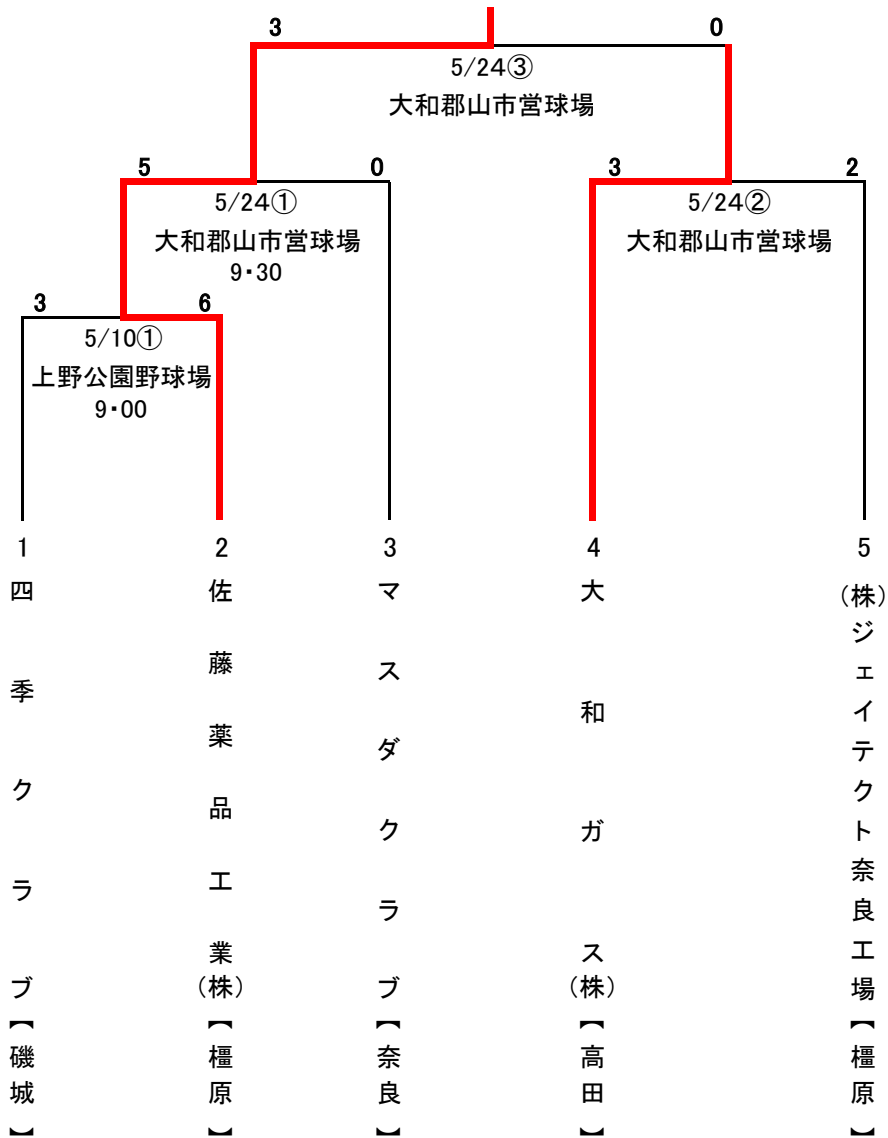 3 0
5/24③
大和郡山市営球場
5 0 3 2
5/24① 5/24②
大和郡山市営球場 大和郡山市営球場
9・30
3 6
5/10①
上野公園野球場
9・00
1 2 3 4 5
四季クラブ【磯城】
佐藤薬品工業(株)【橿原】
マスダクラブ【奈良】
大和ガス(株)【高田】
(株)ジェイテクト奈良工場【橿原】